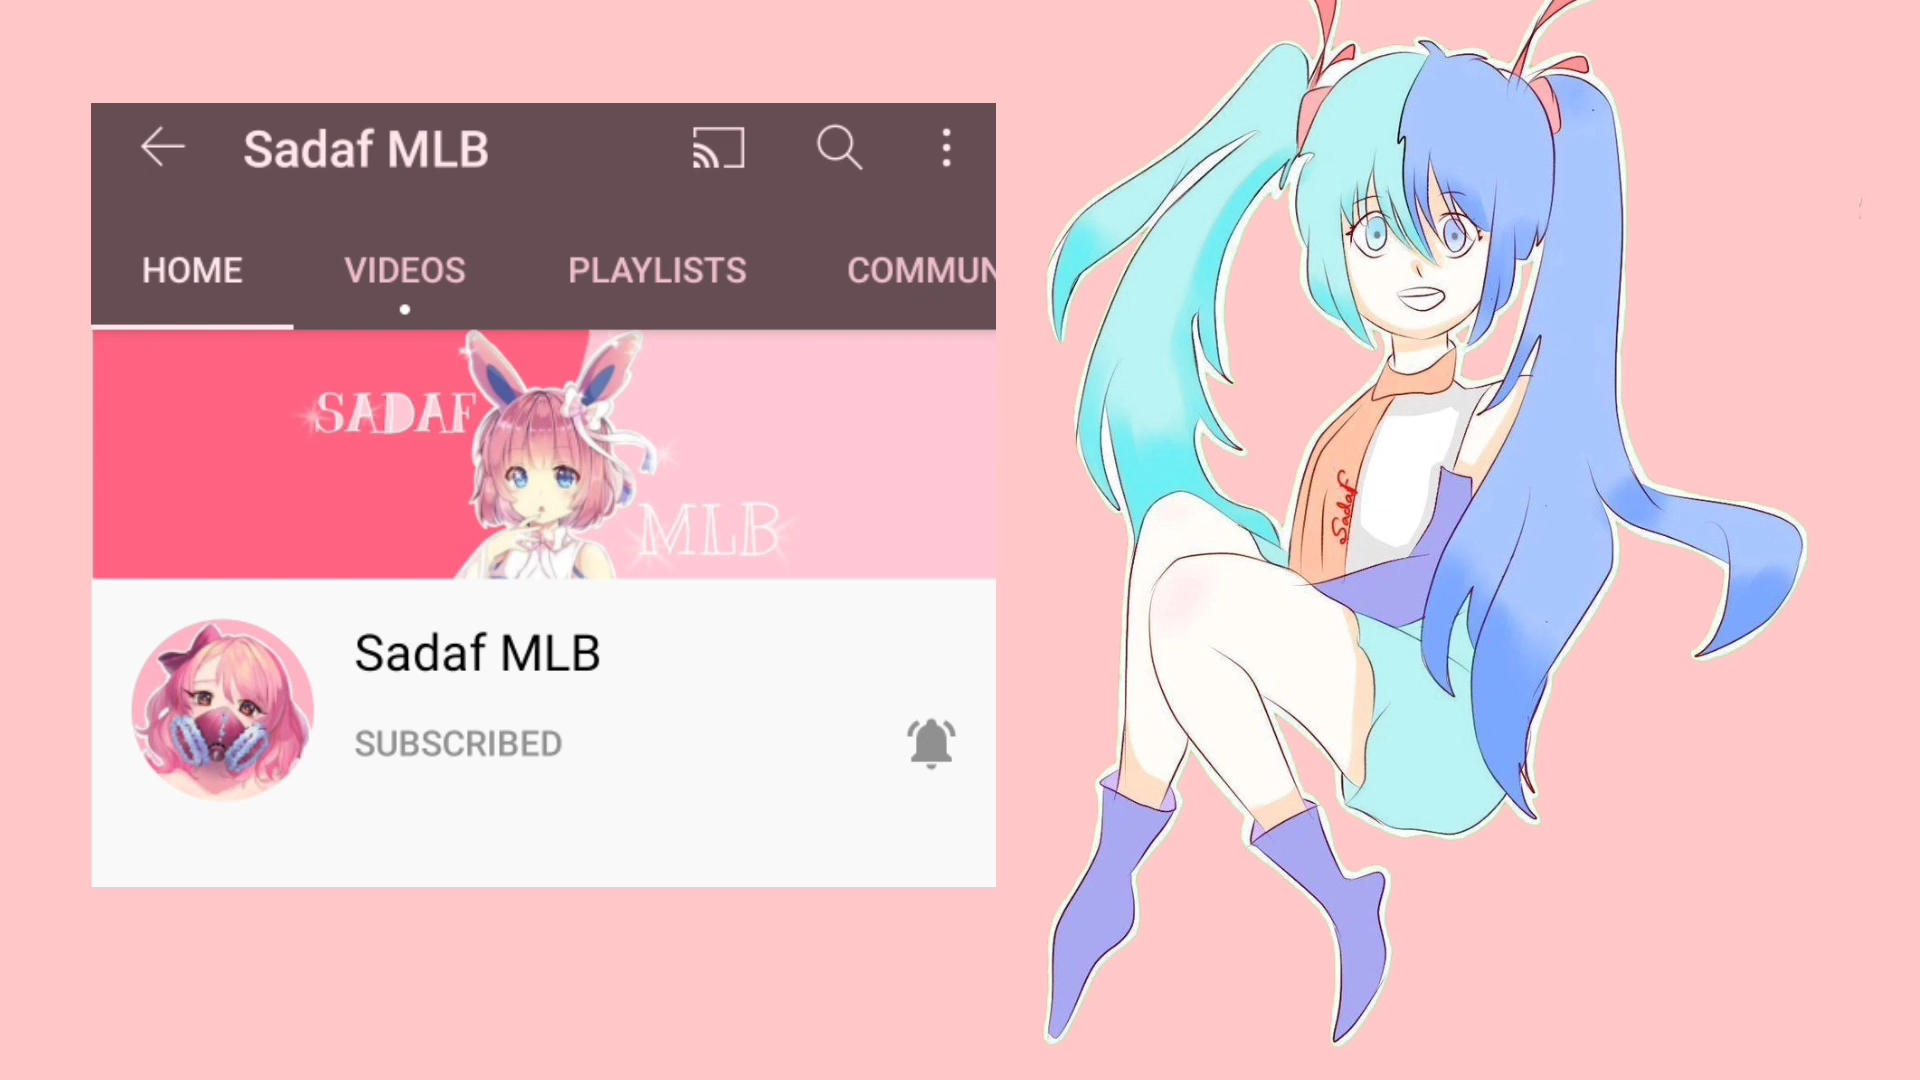 Sadaf MLB
HOME VIDEOS PLAYLISTS COMMUN
SADAF
MLB
Sadaf MLB
SUBSCRIBED
Sadaf